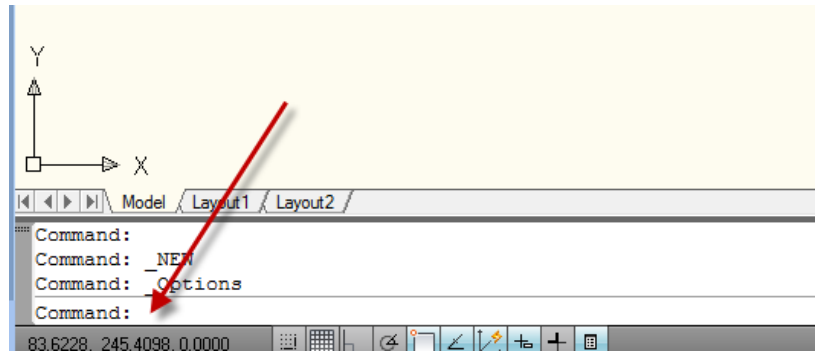 Y
X
Model Layout1 Layout2
Command:
Command: _NEW
Command: _Options
Command:
83.6228, 245.4098, 0.0000